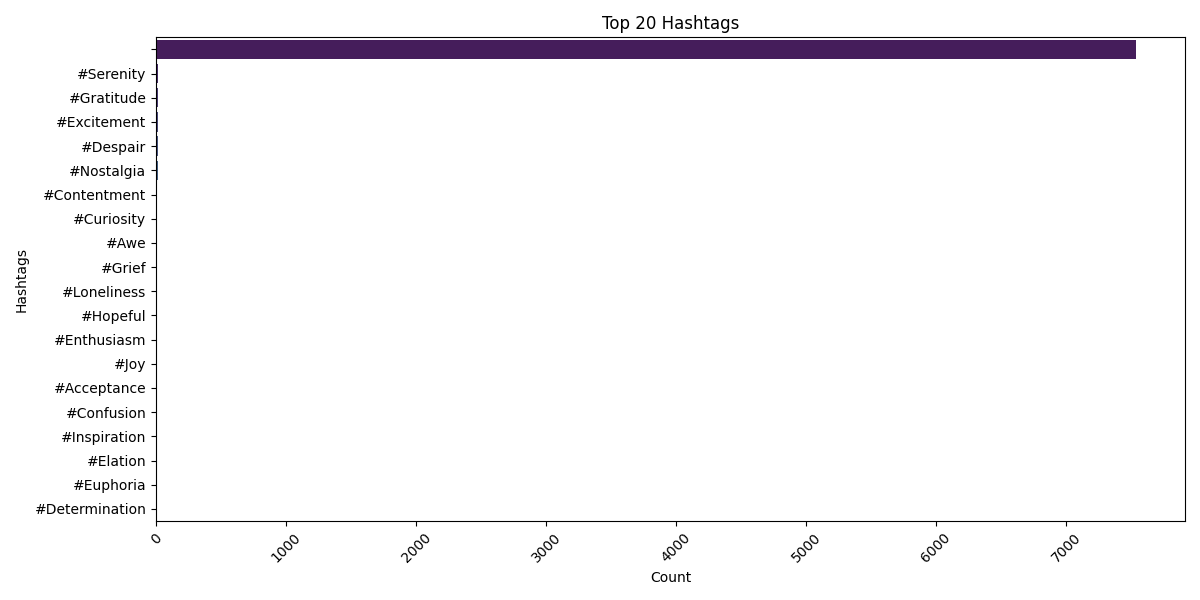 Top 20 Hashtags
Hashtags
#Serenity
#Gratitude
#Excitement
#Despair
#Nostalgia
#Contentment
#Curiosity
#Awe
#Grief
#Loneliness
#Hopeful
#Enthusiasm
#Joy
#Acceptance
#Confusion
#Inspiration
#Elation
#Euphoria
#Determination
0 1000 2000 3000 4000 5000 6000 7000
Count